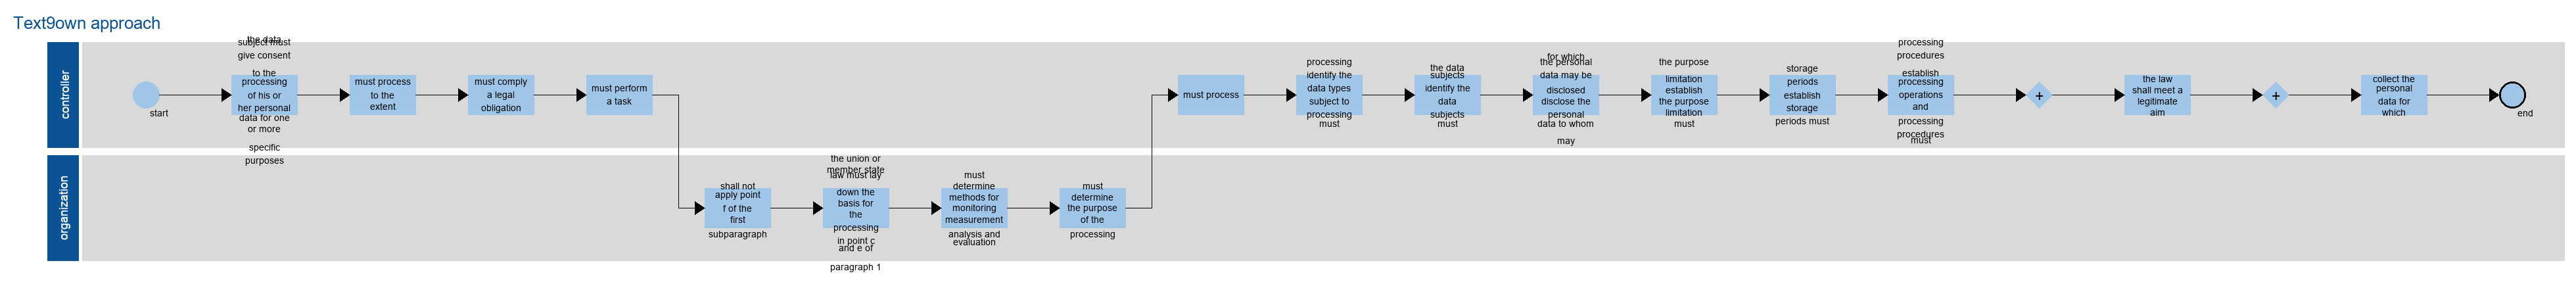 Text9own approach
controller
start
the data
subject must
give consent
to the
processing
of his or
her personal
data for one
or more
specific
purposes
must process
to the
extent
must comply
a legal
obligation
must perform
a task
must process
processing
identify the
data types
subject to
processing
must
the data
subjects
identify the
data
subjects
must
for which
the personal
data may be
disclosed
disclose the
personal
data to whom
may
the purpose
limitation
establish
the purpose
limitation
must
storage
periods
establish
storage
periods must
processing
procedures
establish
processing
operations
and
processing
procedures
must
+
the law
shall meet a
legitimate
aim
+
collect the
personal
data for
which
end
organization
shall not
apply point
f of the
first
subparagraph
the union or
member state
law must lay
down the
basis for
the
processing
in point c
and e of
paragraph 1
must
determine
methods for
monitoring
measurement
analysis and
evaluation
must
determine
the purpose
of the
processing